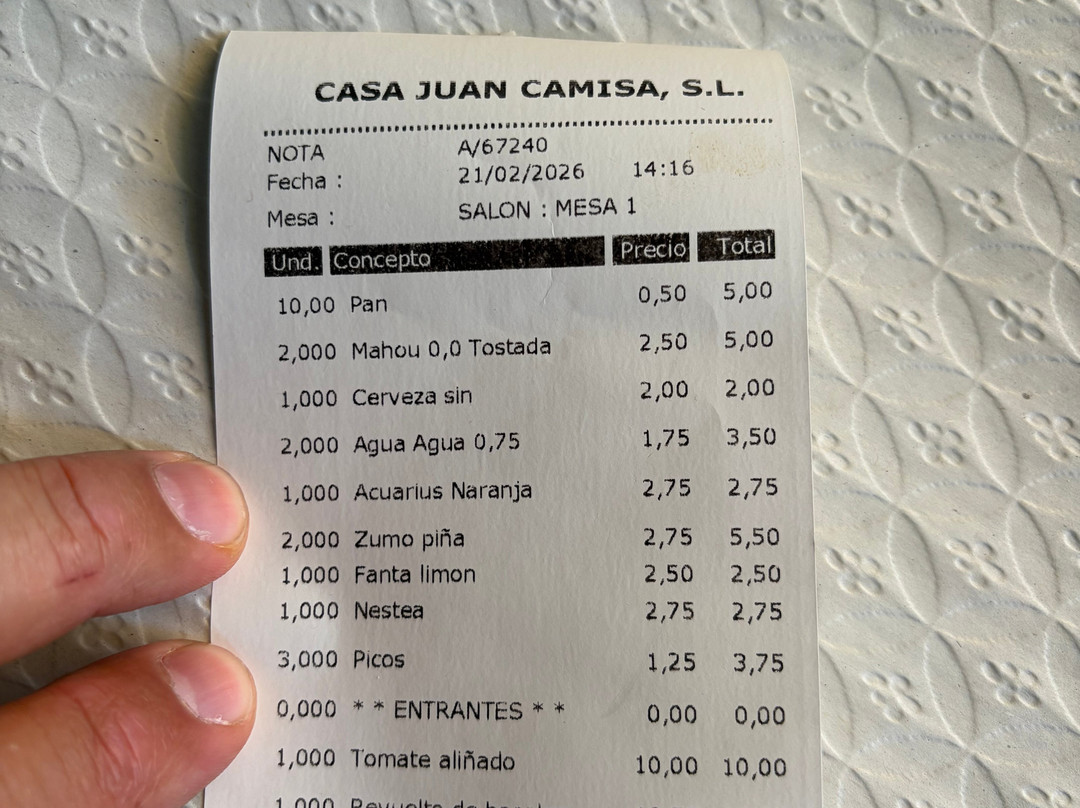 CASA JUAN CAMISA, S.L.
NOTA A/67240
Fecha : 21/02/2026 14:16
Mesa : SALON : MESA 1
Und. Concepto Precio Total
10,00 Pan 0,50 5,00
2,000 Mahou 0,0 Tostada 2,50 5,00
1,000 Cerveza sin 2,00 2,00
2,000 Agua Agua 0,75 1,75 3,50
1,000 Acuarius Naranja 2,75 2,75
2,000 Zumo piña 2,75 5,50
1,000 Fanta limon 2,50 2,50
1,000 Nestea 2,75 2,75
3,000 Picos 1,25 3,75
0,000 * * ENTRANTES * * 0,00 0,00
1,000 Tomate aliñado 10,00 10,00
1,000 Revuelto de